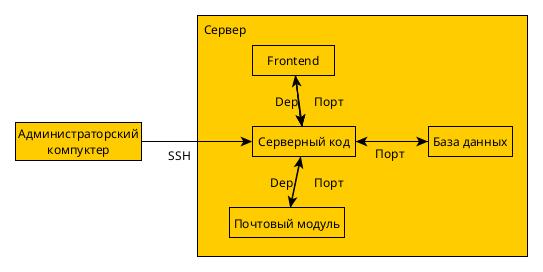 Сервер
Frontend
Dep Порт
Администраторский
компуктер
SSH
Серверный код
Порт
База данных
Dep Порт
Почтовый модуль